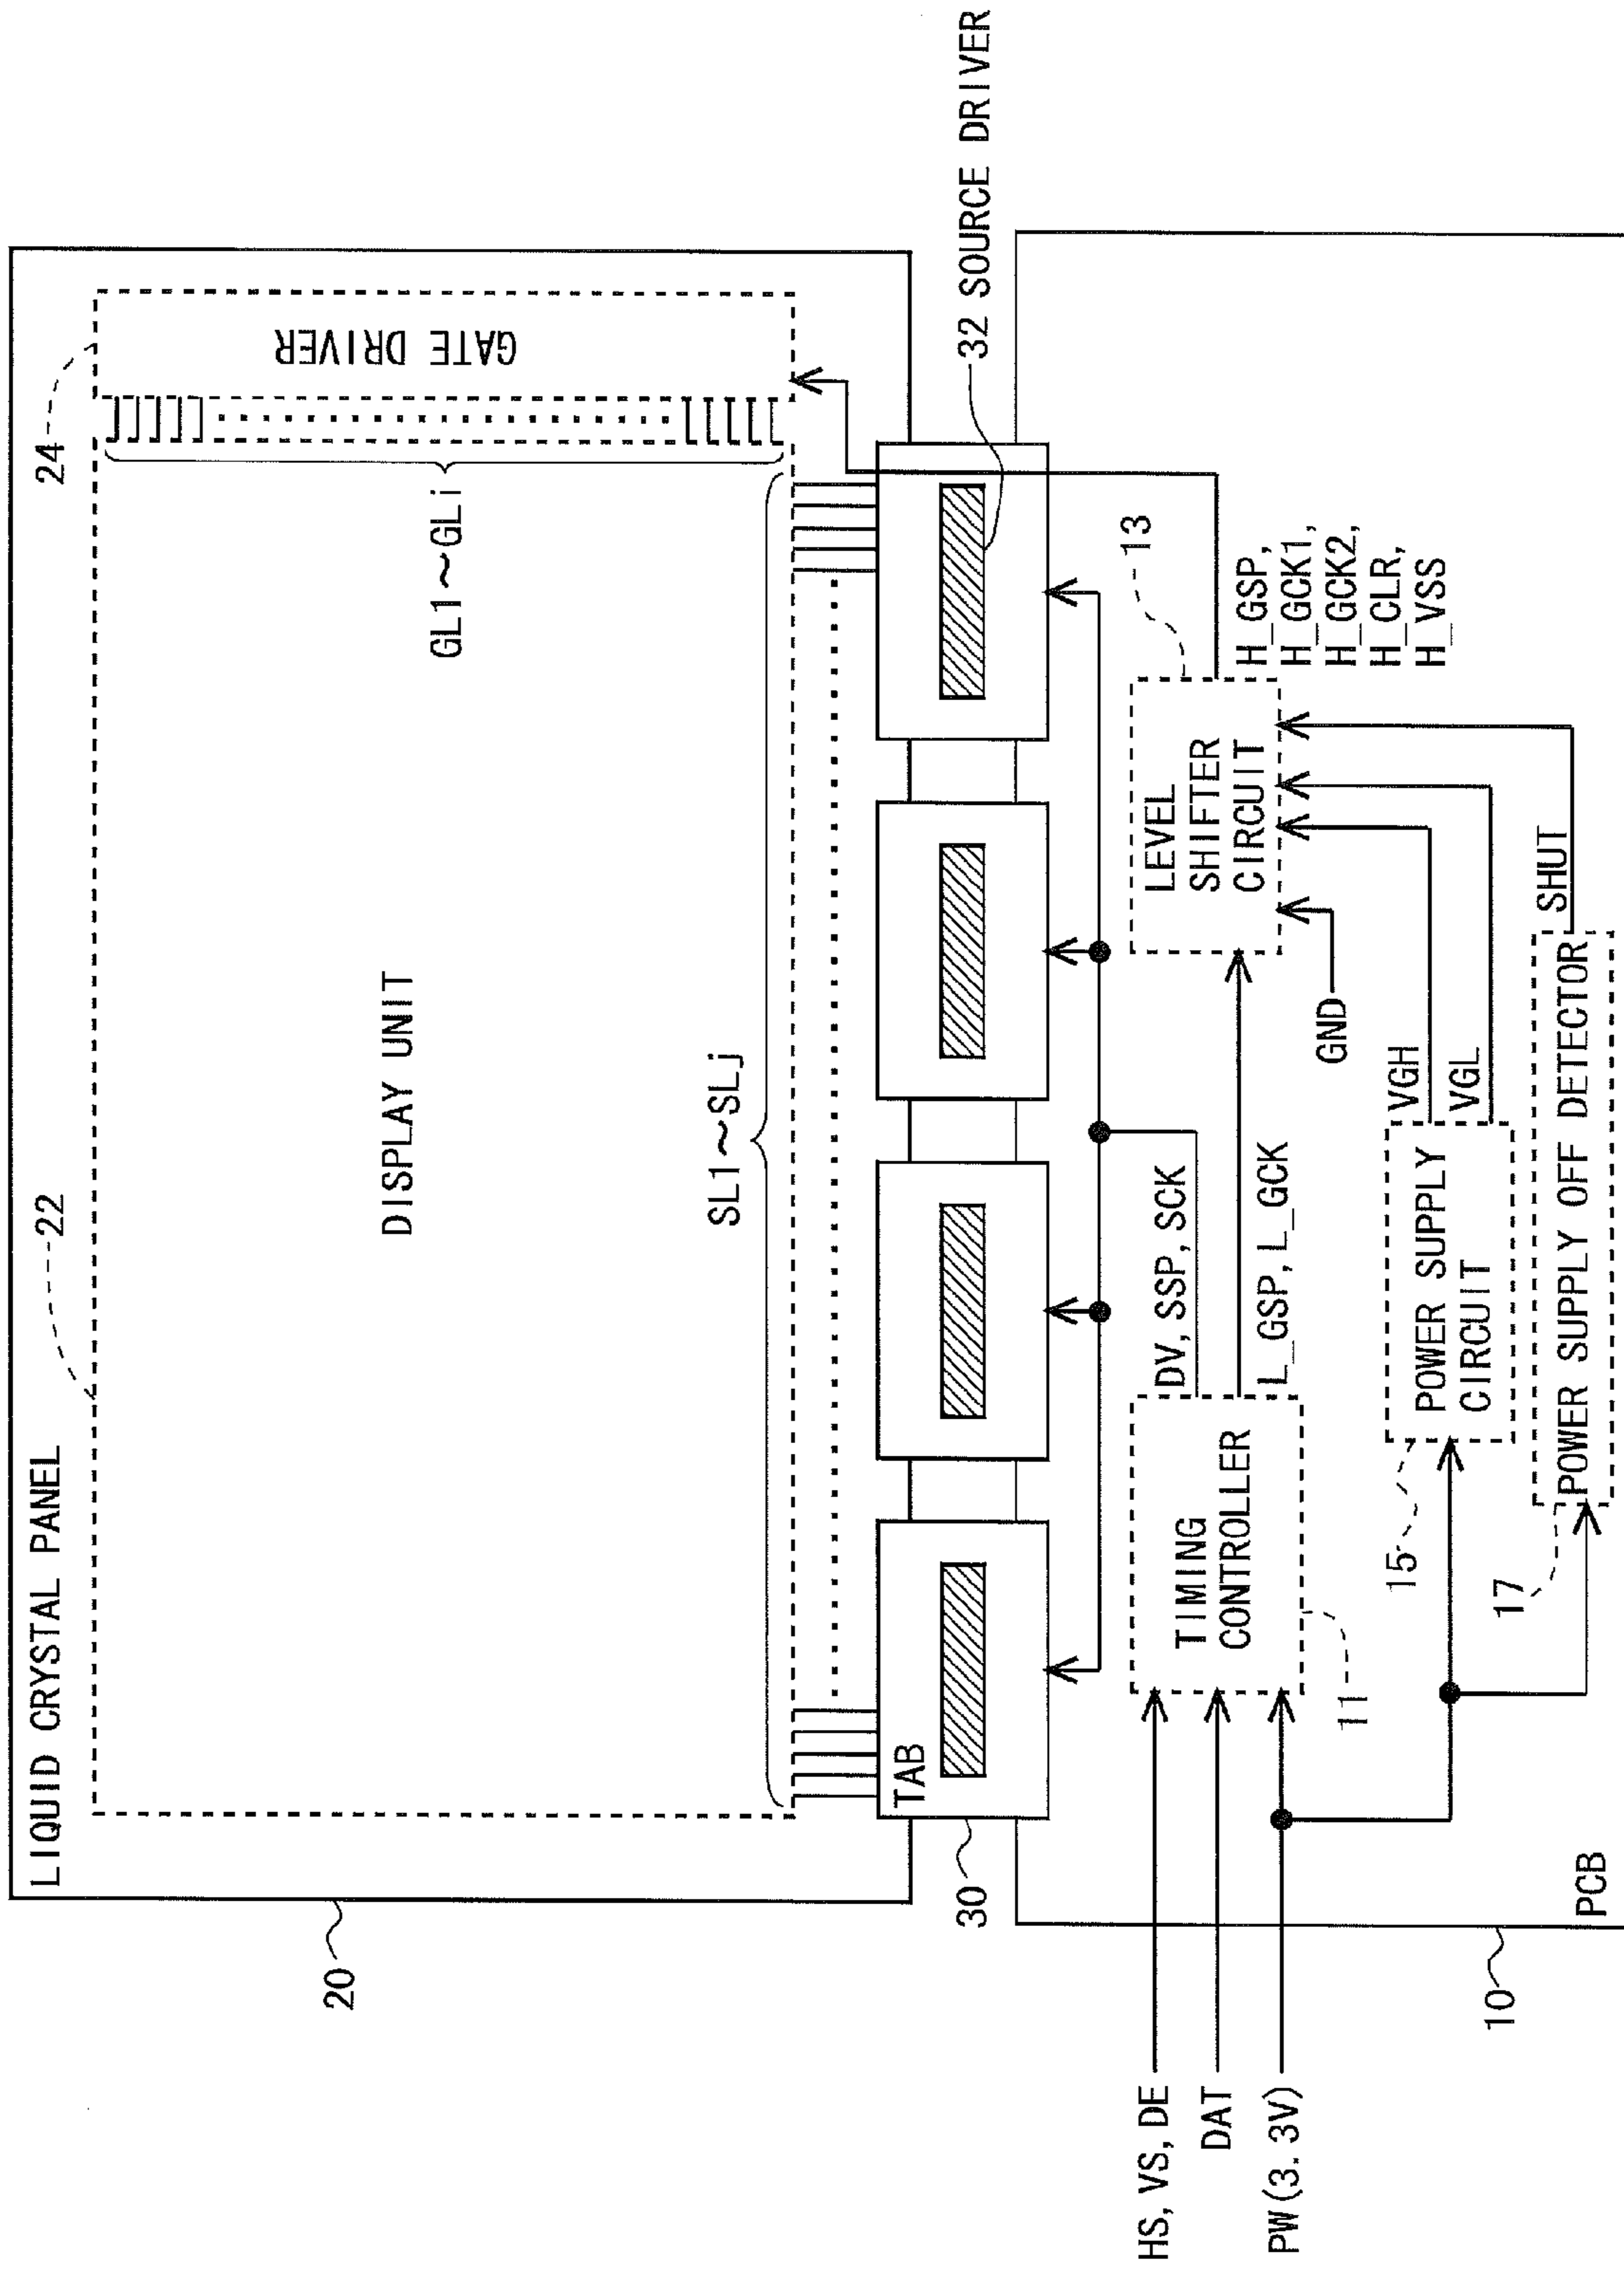 LIQUID CRYSTAL PANEL
20
22
24
DISPLAY UNIT
GATE DRIVER
GL1~GLi
SL1~SLj
TAB
30
32 SOURCE DRIVER
HS, VS, DE
DAT
PW(3. 3V)
TIMING
CONTROLLER
11
DV, SSP, SCK
L_GSP, L_GCK
LEVEL
SHIFTER
CIRCUIT
13
H_GSP,
H_GCK1,
H_GCK2,
H_CLR,
H_VSS
GND
VGH
VGL
15
POWER SUPPLY
CIRCUIT
SHUT
17
POWER SUPPLY OFF DETECTOR
PCB
10